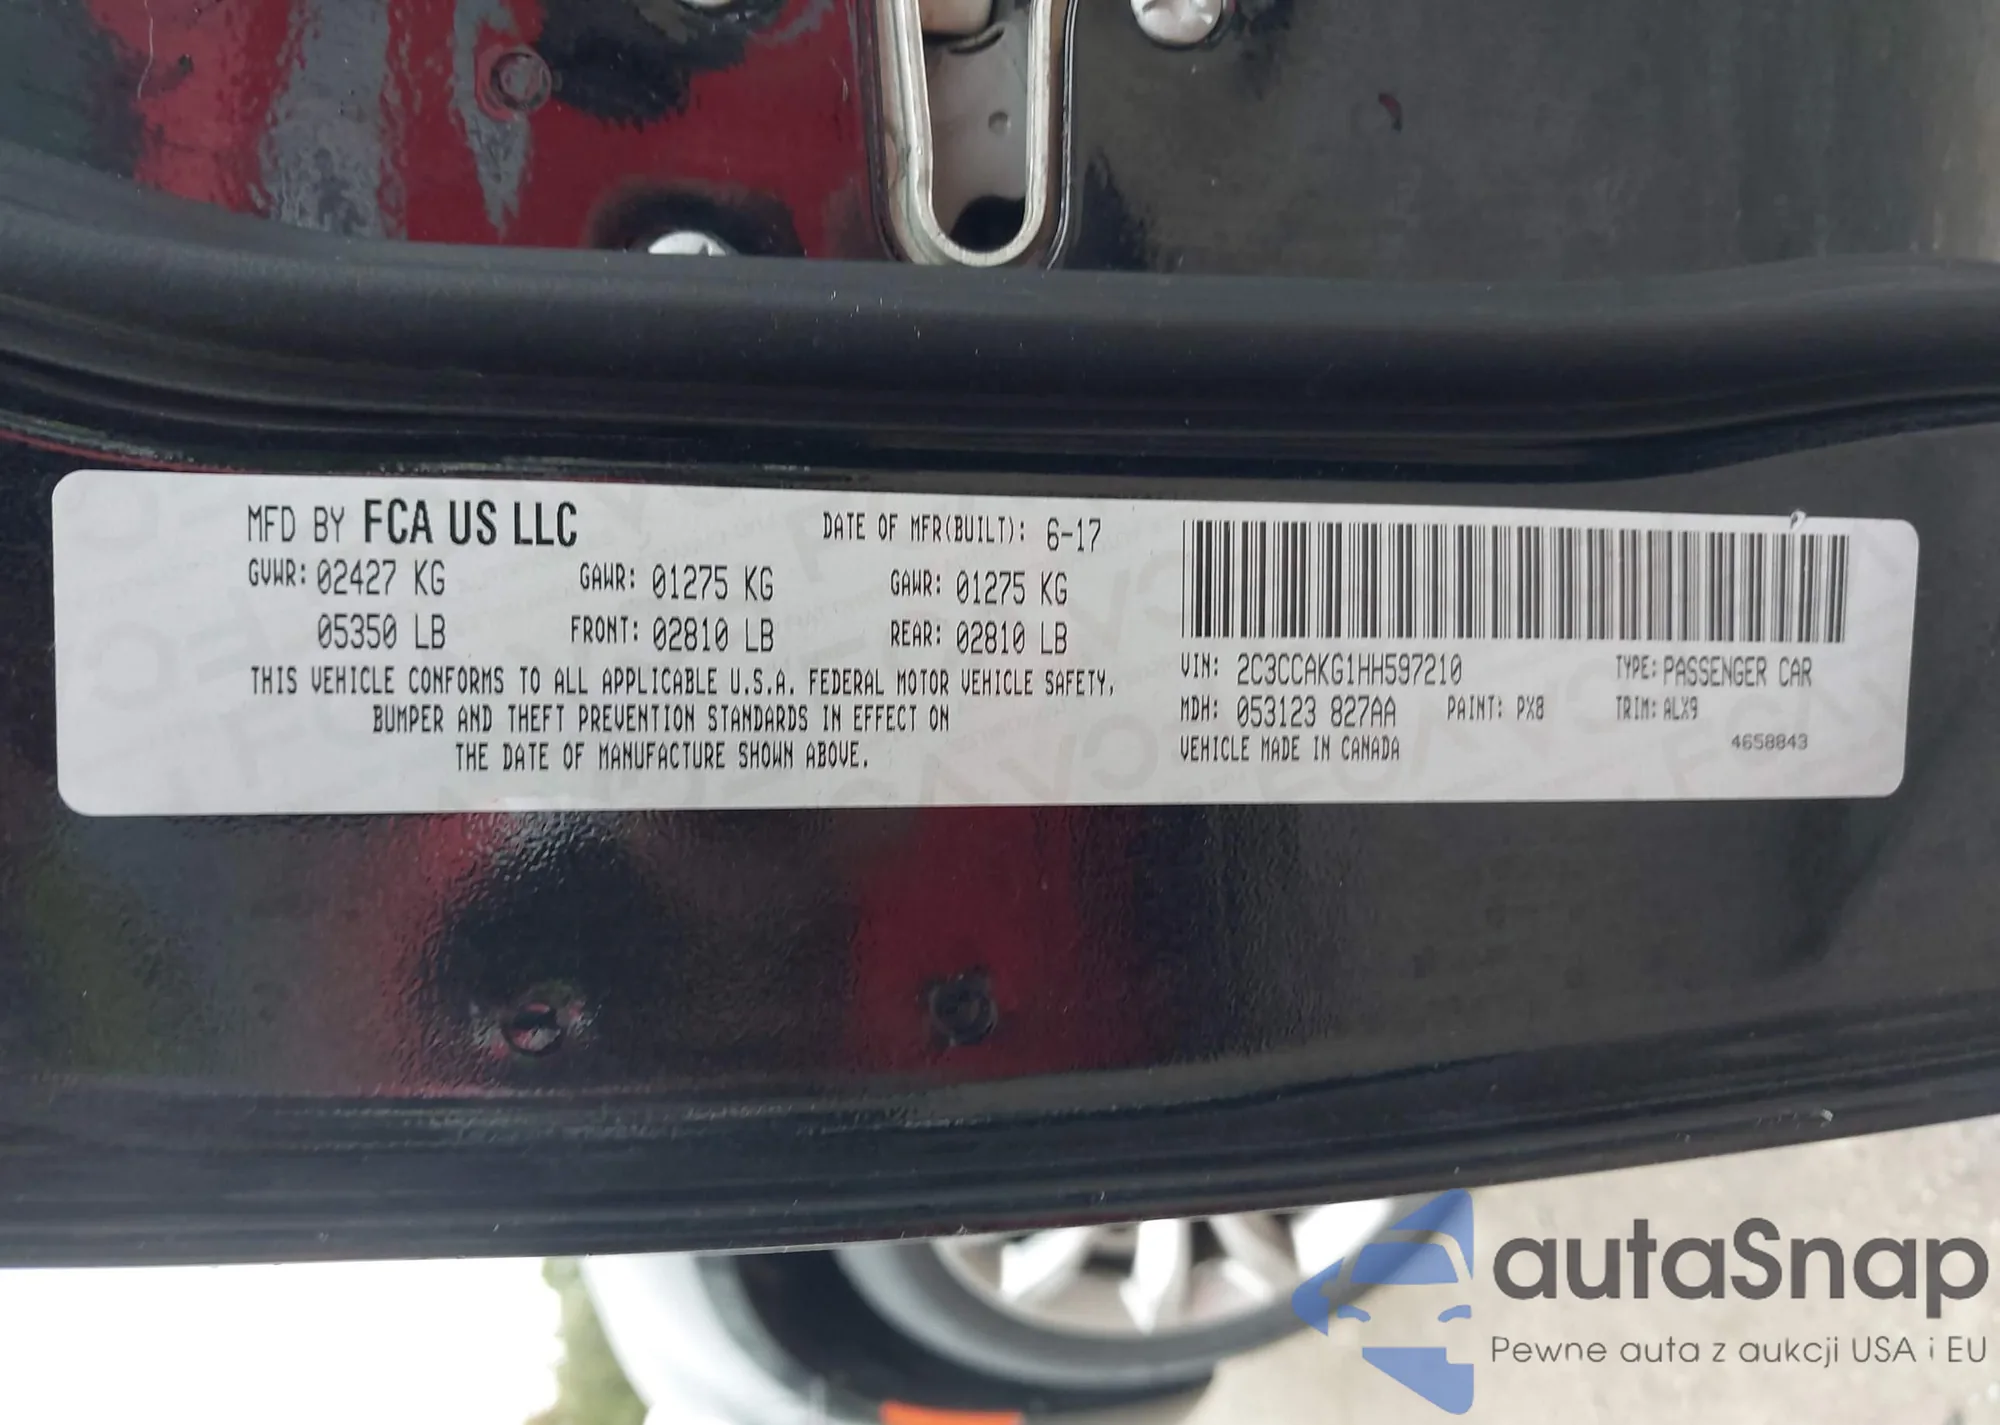 MFD BY FCA US LLC DATE OF MFR(BUILT): 6-17
GVWR: 02427 KG GAWR: 01275 KG GAWR: 01275 KG
05350 LB FRONT: 02810 LB REAR: 02810 LB
THIS VEHICLE CONFORMS TO ALL APPLICABLE U.S.A. FEDERAL MOTOR VEHICLE SAFETY,
BUMPER AND THEFT PREVENTION STANDARDS IN EFFECT ON
THE DATE OF MANUFACTURE SHOWN ABOVE.
VIN: 2C3CCAKG1HH597210 TYPE: PASSENGER CAR
MDH: 053123 827AA PAINT: PX8 TRIM: ALX9
VEHICLE MADE IN CANADA 4658843
autaSnap
Pewne auta z aukcji USA i EU